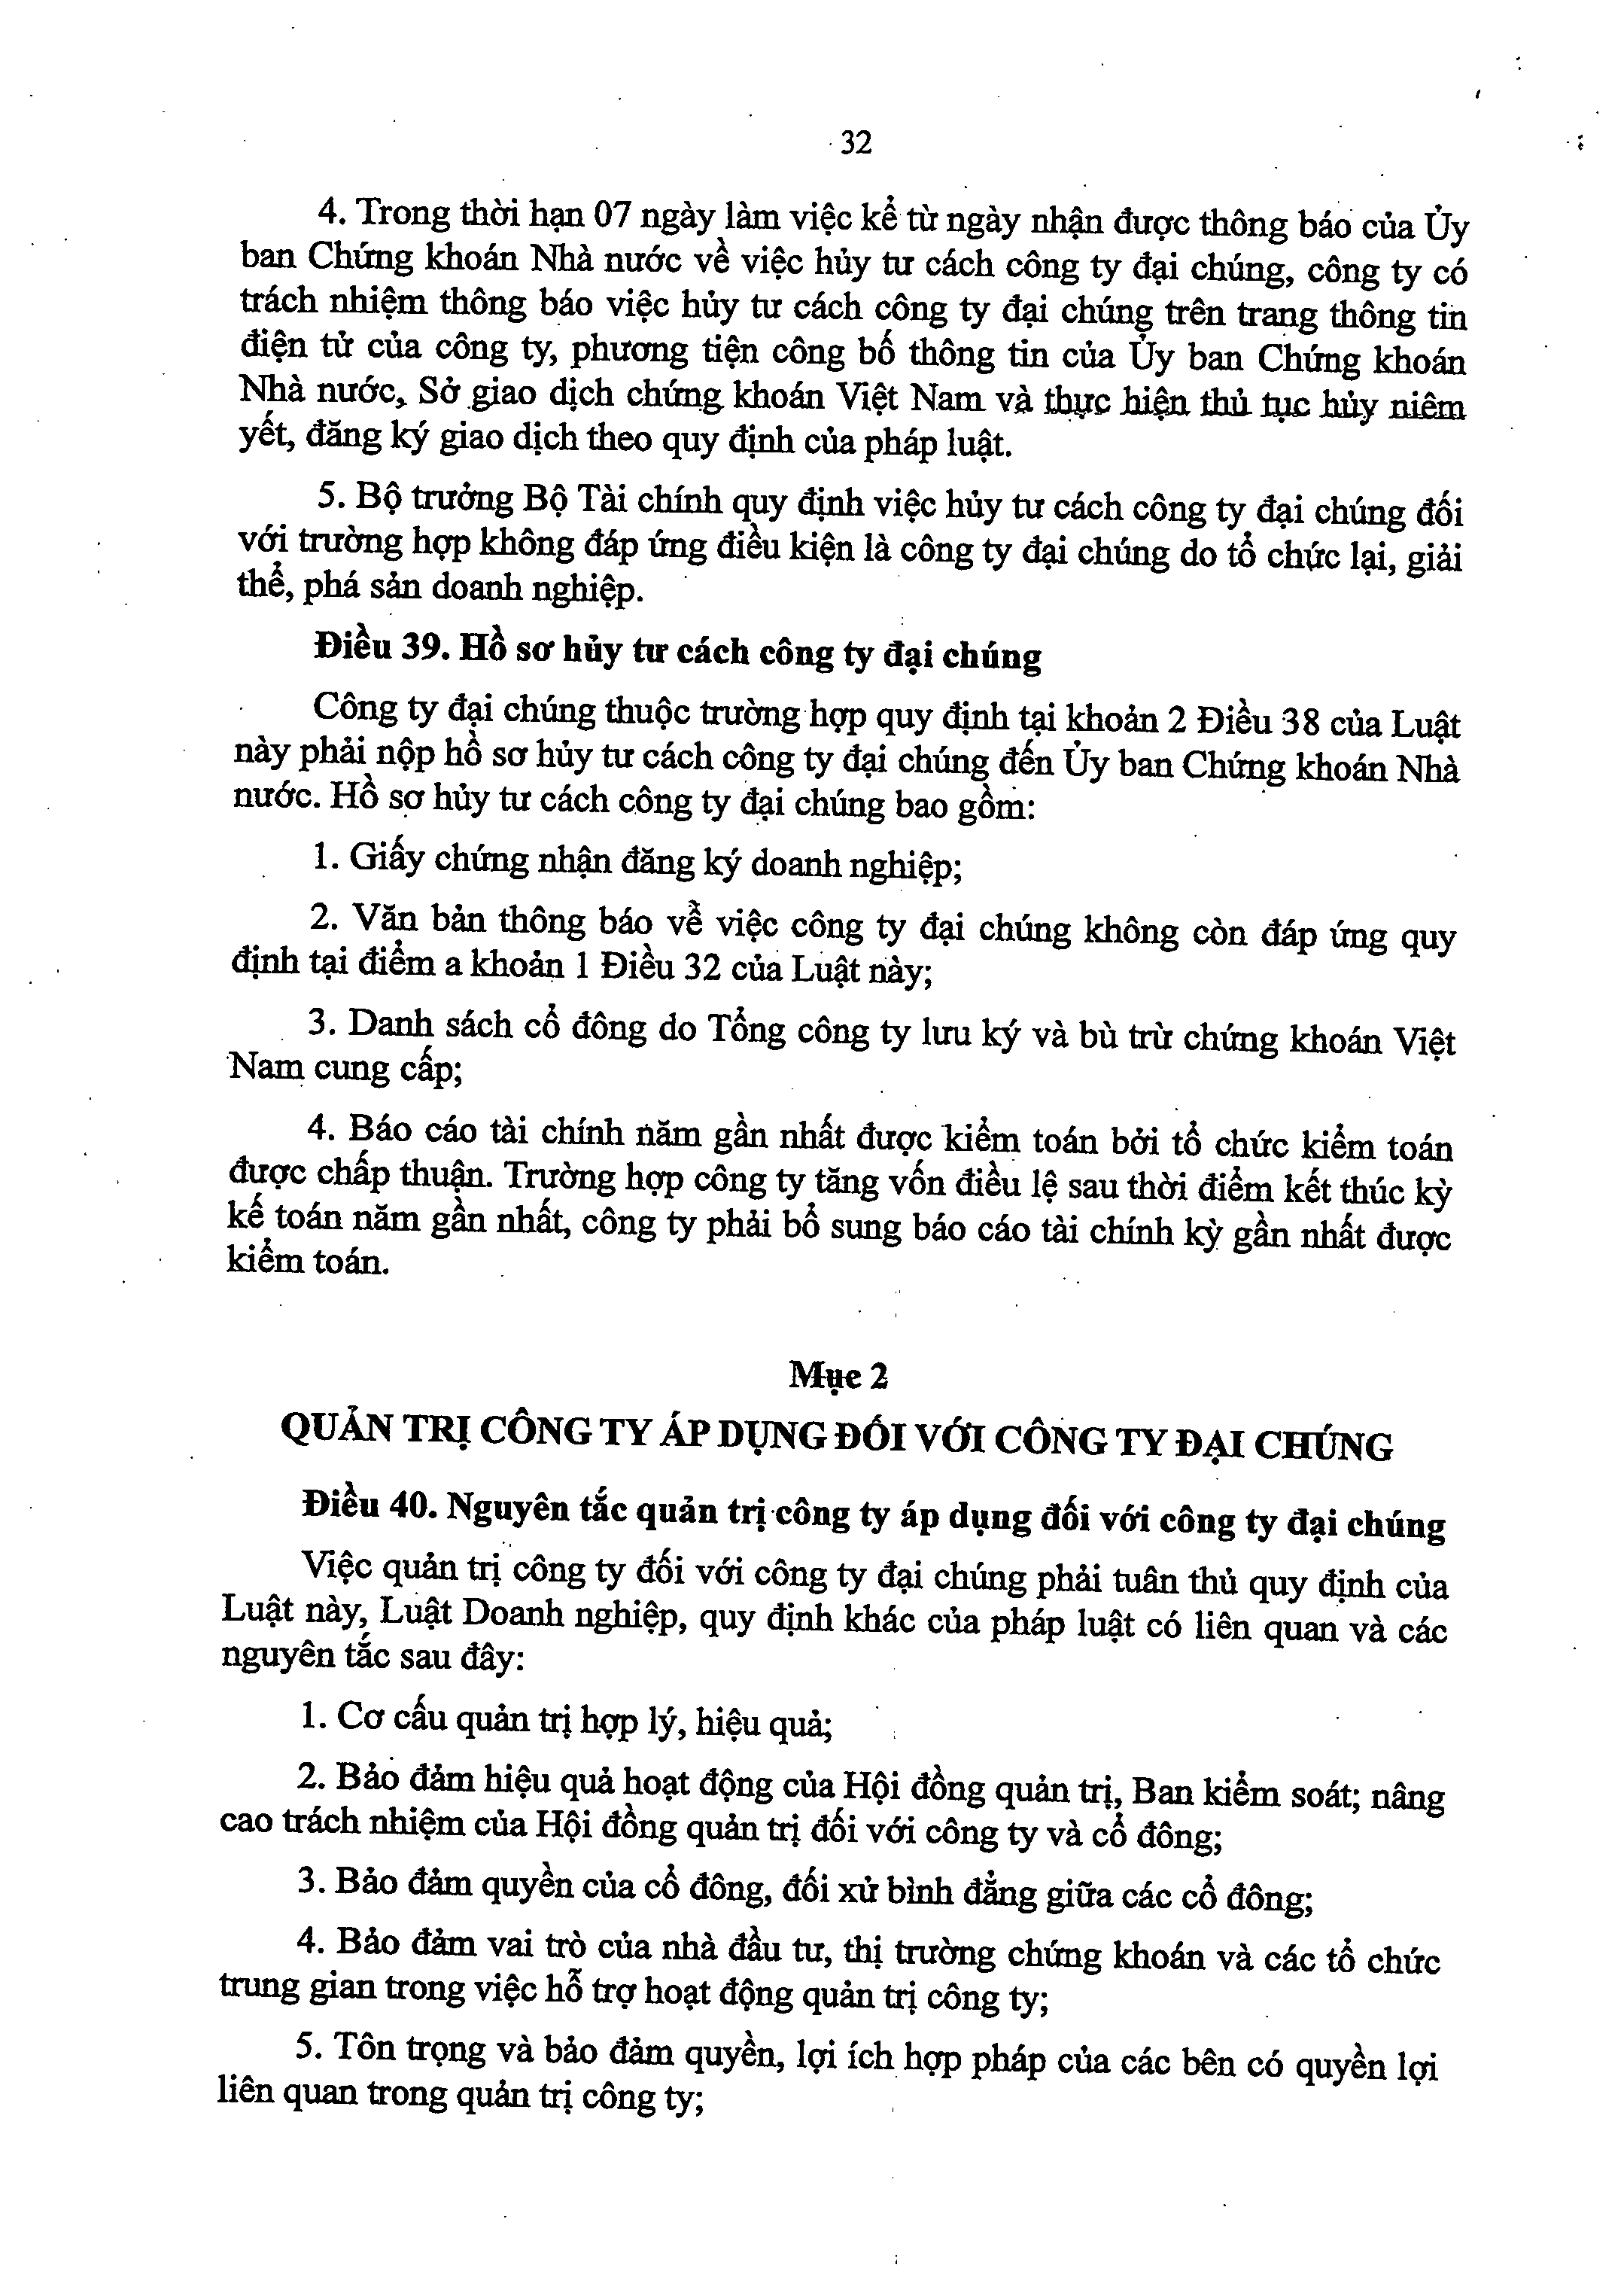 32
4. Trong thời hạn 07 ngày làm việc kể từ ngày nhận được thông báo của Ủy
ban Chứng khoán Nhà nước về việc hủy tư cách công ty đại chúng, công ty có
trách nhiệm thông báo việc hủy tư cách công ty đại chúng trên trang thông tin
điện tử của công ty, phương tiện công bố thông tin của Ủy ban Chứng khoán
Nhà nước, Sở giao dịch chứng khoán Việt Nam và thực hiện thủ tục hủy niêm
yết, đăng ký giao dịch theo quy định của pháp luật.
5. Bộ trưởng Bộ Tài chính quy định việc hủy tư cách công ty đại chúng đối
với trường hợp không đáp ứng điều kiện là công ty đại chúng do tổ chức lại, giải
thể, phá sản doanh nghiệp.
Điều 39. Hồ sơ hủy tư cách công ty đại chúng
Công ty đại chúng thuộc trường hợp quy định tại khoản 2 Điều 38 của Luật
này phải nộp hồ sơ hủy tư cách công ty đại chúng đến Ủy ban Chứng khoán Nhà
nước. Hồ sơ hủy tư cách công ty đại chúng bao gồm:
1. Giấy chứng nhận đăng ký doanh nghiệp;
2. Văn bản thông báo về việc công ty đại chúng không còn đáp ứng quy
định tại điểm a khoản 1 Điều 32 của Luật này;
3. Danh sách cổ đông do Tổng công ty lưu ký và bù trừ chứng khoán Việt
Nam cung cấp;
4. Báo cáo tài chính năm gần nhất được kiểm toán bởi tổ chức kiểm toán
được chấp thuận. Trường hợp công ty tăng vốn điều lệ sau thời điểm kết thúc kỳ
kế toán năm gần nhất, công ty phải bổ sung báo cáo tài chính kỳ gần nhất được
kiểm toán.
Mục 2
QUẢN TRỊ CÔNG TY ÁP DỤNG ĐỐI VỚI CÔNG TY ĐẠI CHÚNG
Điều 40. Nguyên tắc quản trị công ty áp dụng đối với công ty đại chúng
Việc quản trị công ty đối với công ty đại chúng phải tuân thủ quy định của
Luật này, Luật Doanh nghiệp, quy định khác của pháp luật có liên quan và các
nguyên tắc sau đây:
1. Cơ cấu quản trị hợp lý, hiệu quả;
2. Bảo đảm hiệu quả hoạt động của Hội đồng quản trị, Ban kiểm soát; nâng
cao trách nhiệm của Hội đồng quản trị đối với công ty và cổ đông;
3. Bảo đảm quyền của cổ đông, đối xử bình đẳng giữa các cổ đông;
4. Bảo đảm vai trò của nhà đầu tư, thị trường chứng khoán và các tổ chức
trung gian trong việc hỗ trợ hoạt động quản trị công ty;
5. Tôn trọng và bảo đảm quyền, lợi ích hợp pháp của các bên có quyền lợi
liên quan trong quản trị công ty;